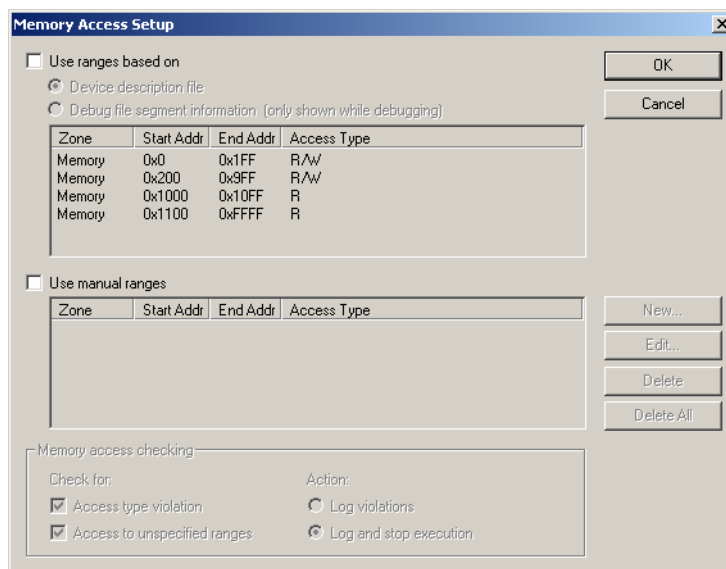 Memory Access Setup
Use ranges based on
OK
Device description file
Debug file segment information (only shown while debugging)
Cancel
Zone Start Addr End Addr Access Type
Memory 0x0 0x1FF R/W
Memory 0x200 0x9FF R/W
Memory 0x1000 0x10FF R
Memory 0x1100 0xFFFF R
Use manual ranges
Zone Start Addr End Addr Access Type
New...
Edit...
Delete
Delete All
Memory access checking
Check for: Action:
Access type violation Log violations
Access to unspecified ranges Log and stop execution